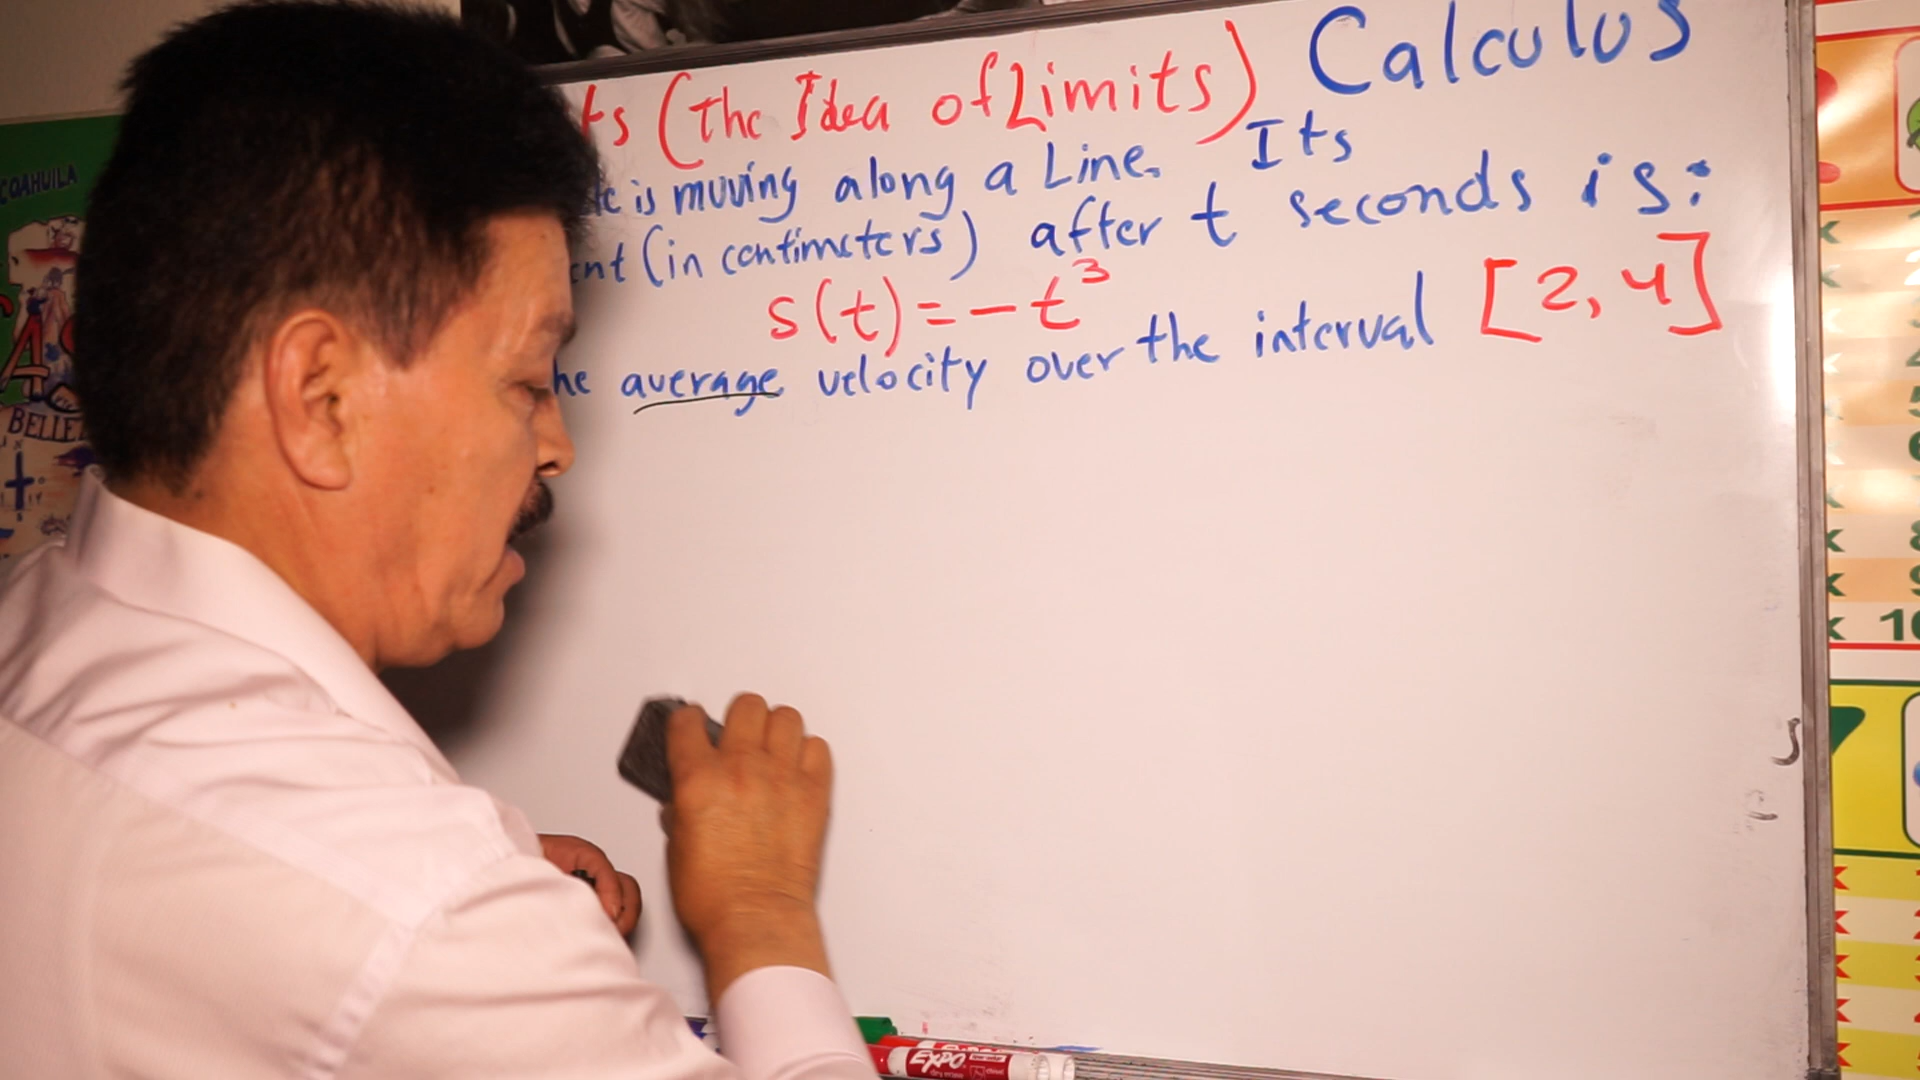 (The Idea of Limits) Calculus
is moving along a Line. Its
(in centimeters) after t seconds is:
s(t) = -t³
average velocity over the interval [2, 4]
COAHUILA
EXPO
10